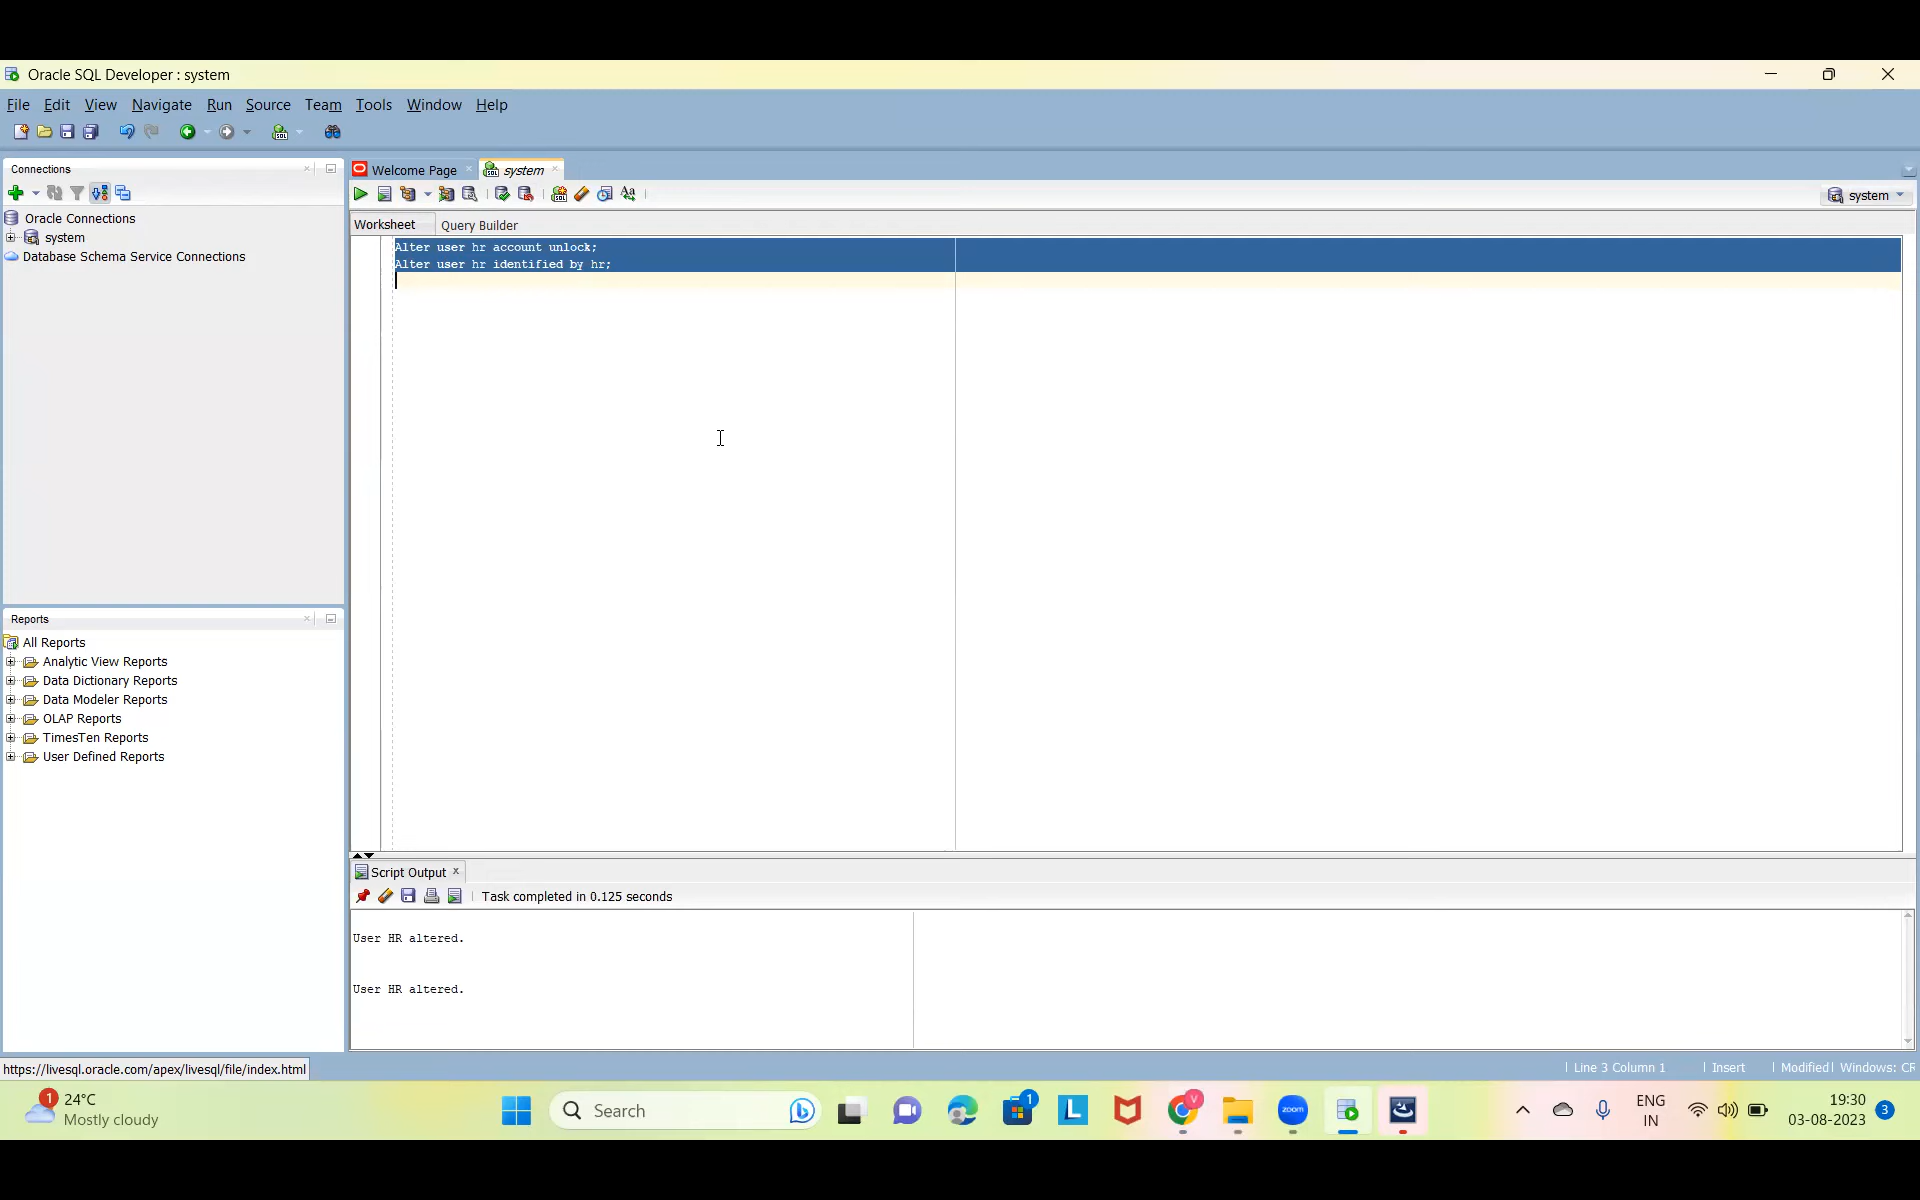 Oracle SQL Developer : system
File Edit View Navigate Run Source Team Tools Window Help
Connections
Oracle Connections
system
Database Schema Service Connections
Reports
All Reports
Analytic View Reports
Data Dictionary Reports
Data Modeler Reports
OLAP Reports
TimesTen Reports
User Defined Reports
Welcome Page
system
system
Worksheet
Query Builder
Alter user hr account unlock;
Alter user hr identified by hr;
Script Output
Task completed in 0.125 seconds
User HR altered.
User HR altered.
https://livesql.oracle.com/apex/livesql/file/index.html
Line 3 Column 1
Insert
Modified
Windows: CR
1
24°C
Mostly cloudy
Search
1
L
V
zoom
ENG
IN
19:30
03-08-2023
3